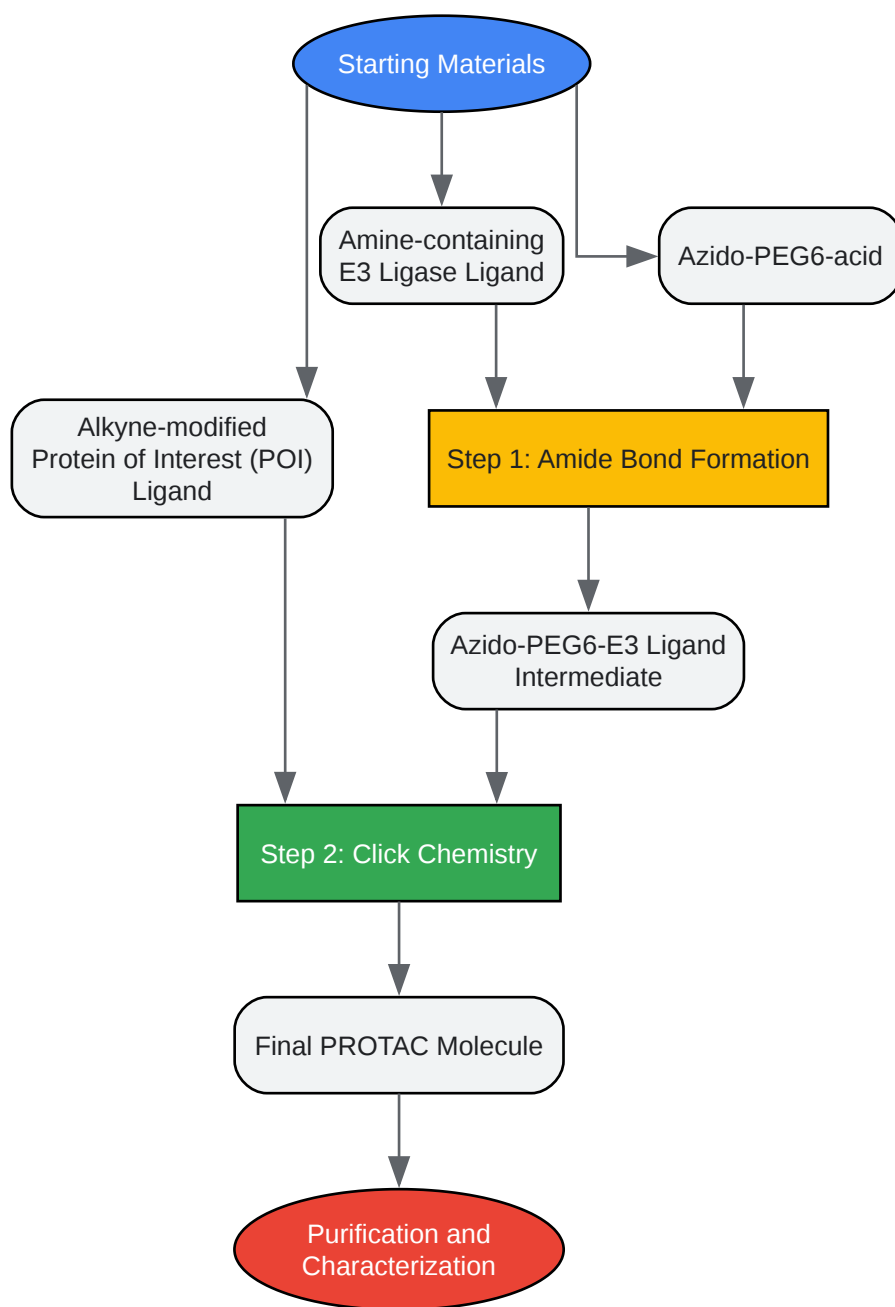 Starting Materials
Amine-containing
E3 Ligase Ligand
Azido-PEG6-acid
Alkyne-modified
Protein of Interest (POI)
Ligand
Step 1: Amide Bond Formation
Azido-PEG6-E3 Ligand
Intermediate
Step 2: Click Chemistry
Final PROTAC Molecule
Purification and
Characterization